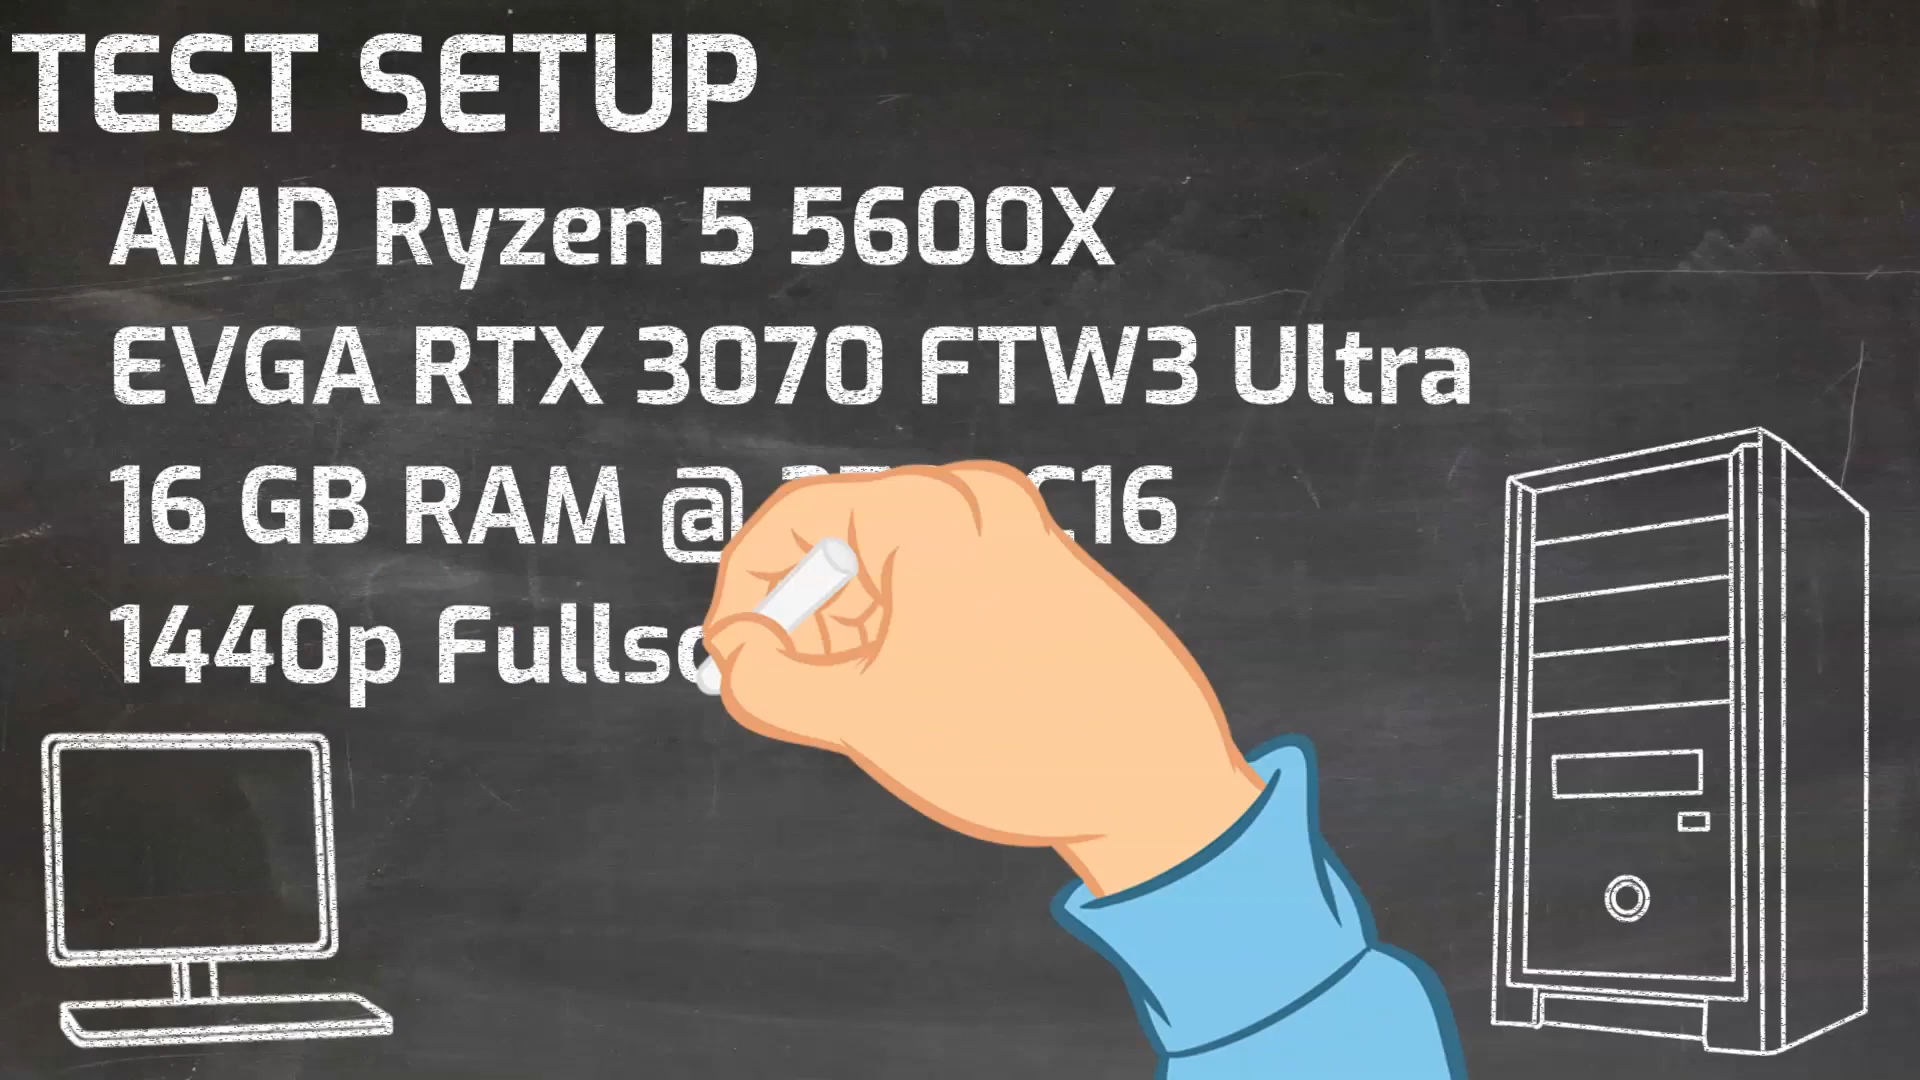 TEST SETUP
AMD Ryzen 5 5600X
EVGA RTX 3070 FTW3 Ultra
16 GB RAM @
1440p